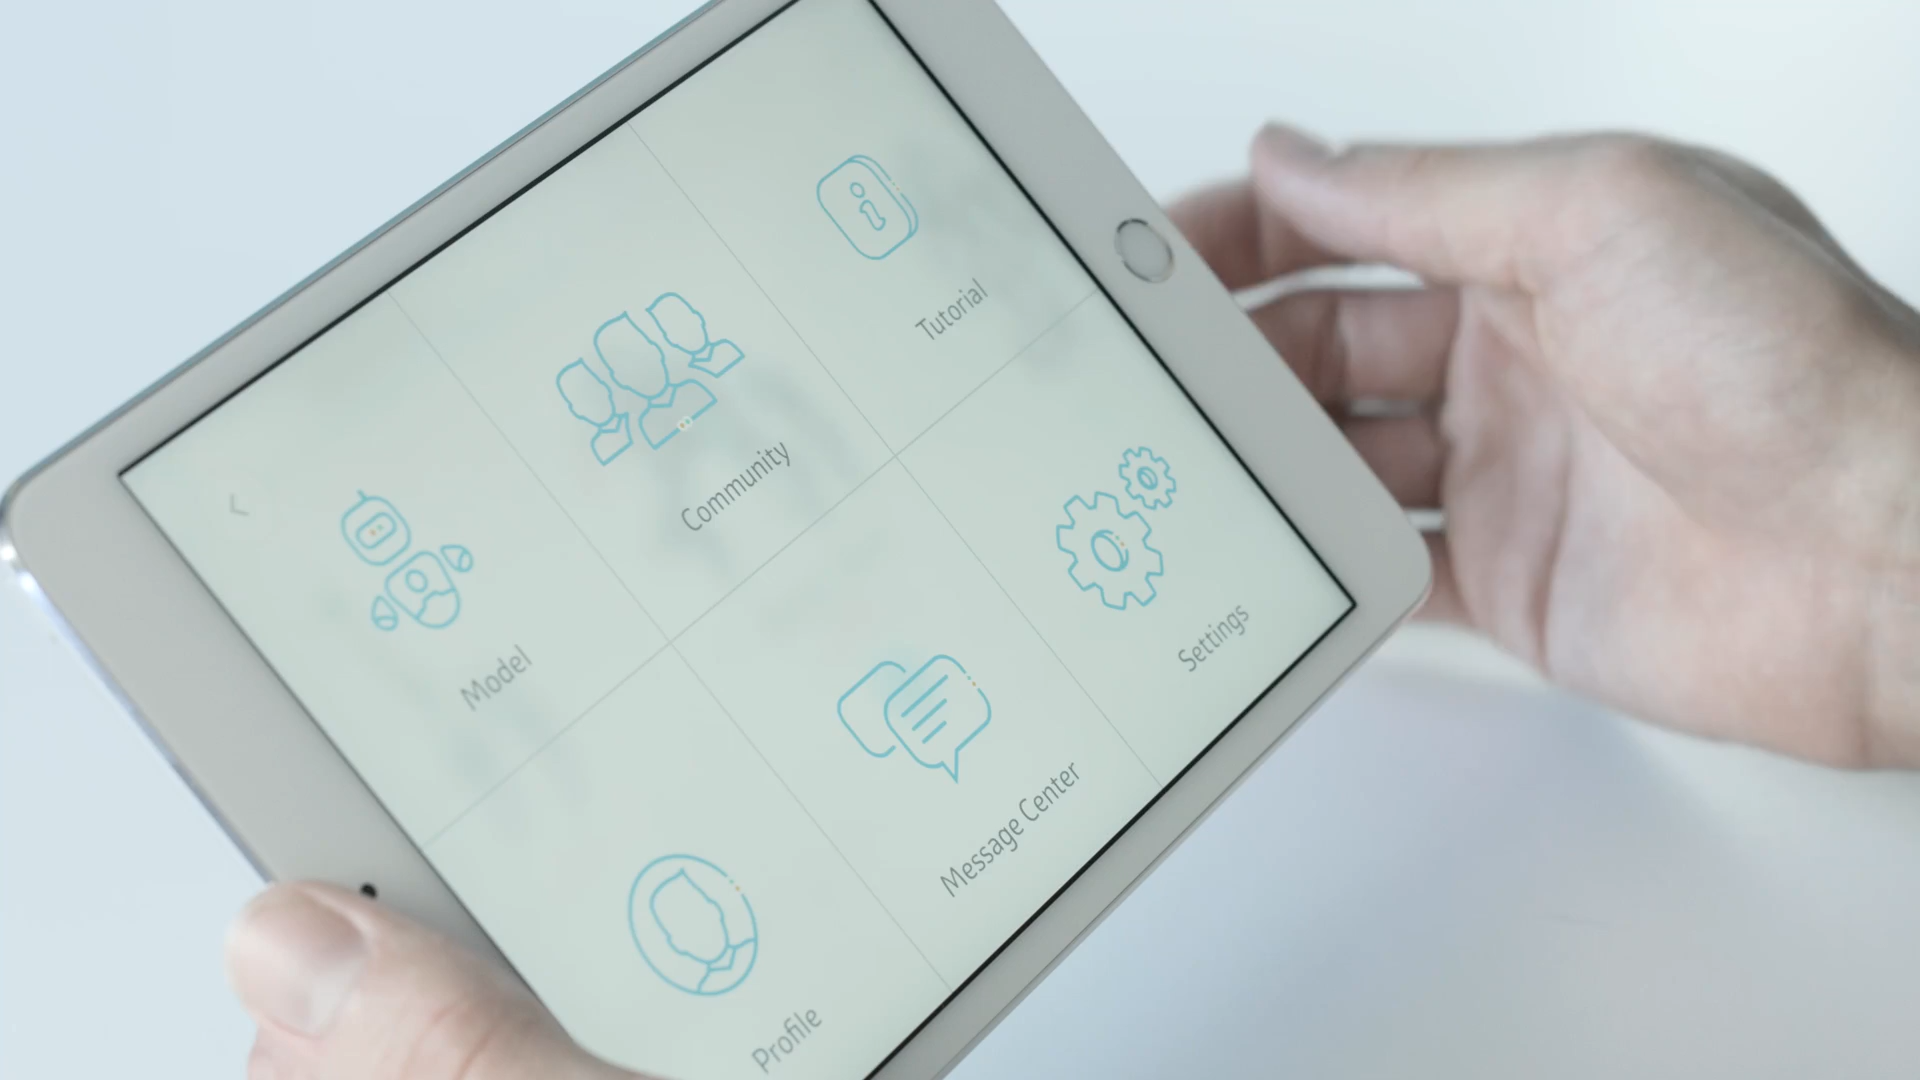 Model
Community
Tutorial
Profile
Message Center
Settings